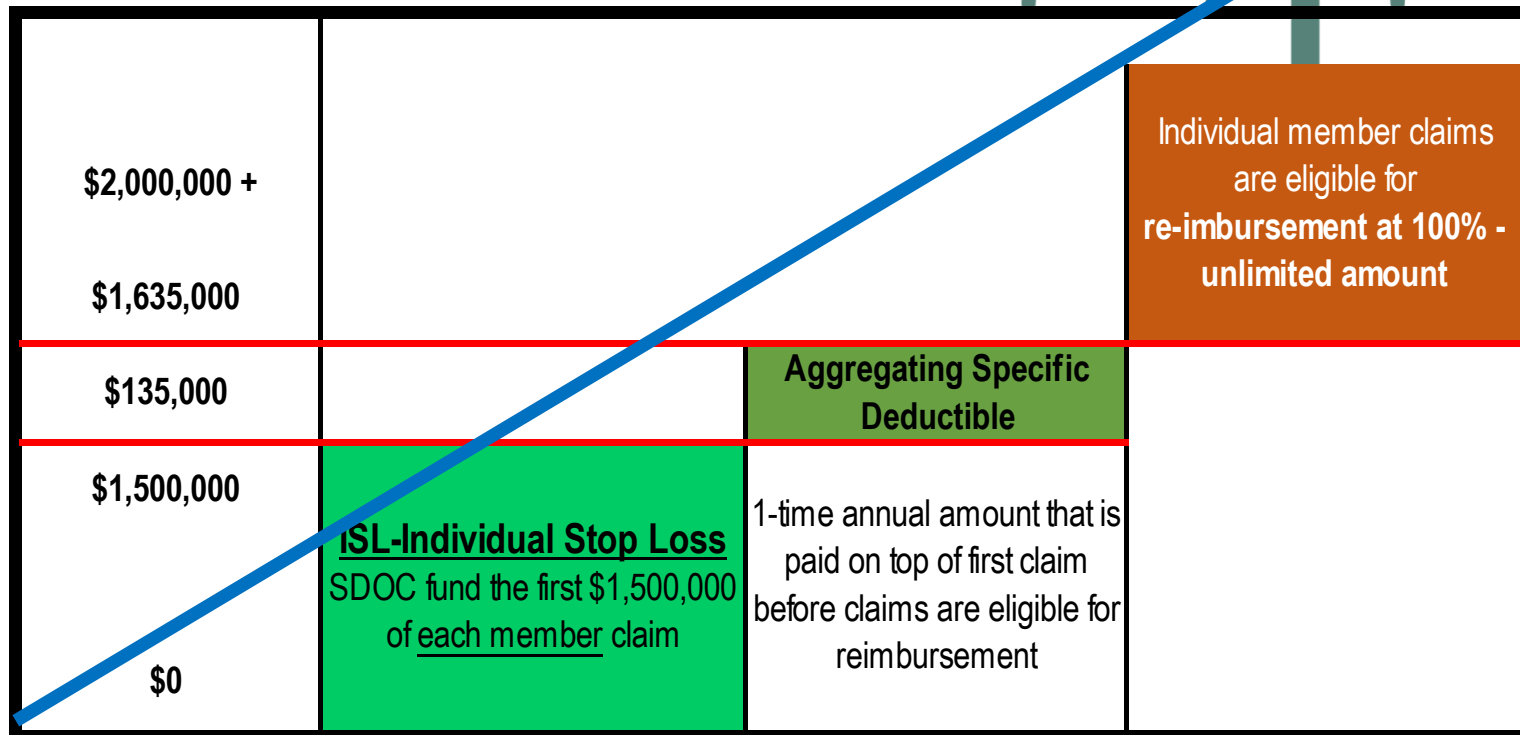 $2,000,000 +
$1,635,000
$135,000
$1,500,000
$0
ISL-Individual Stop Loss
SDOC fund the first $1,500,000
of each member claim
Aggregating Specific
Deductible
1-time annual amount that is
paid on top of first claim
before claims are eligible for
reimbursement
Individual member claims
are eligible for
re-imbursement at 100% -
unlimited amount